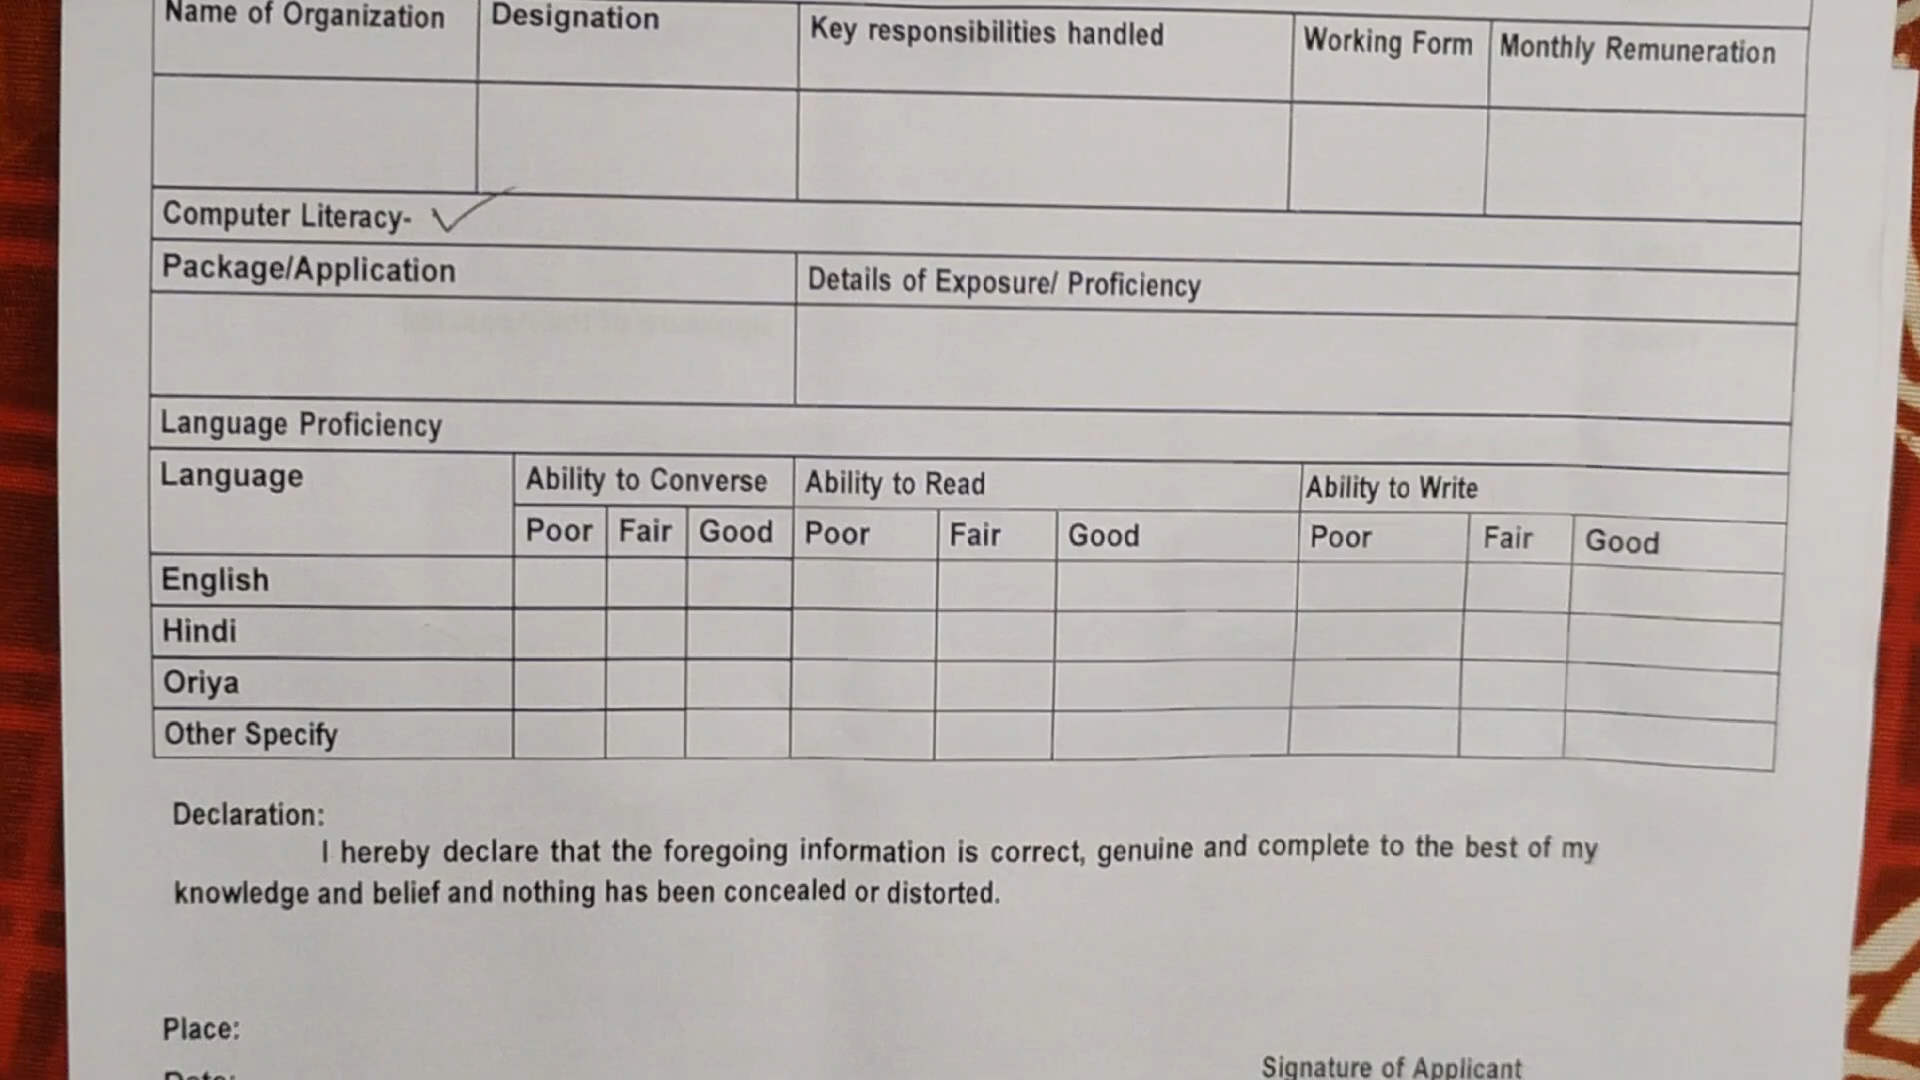 Name of Organization Designation Key responsibilities handled Working Form Monthly Remuneration
Computer Literacy-
Package/Application Details of Exposure/ Proficiency
Language Proficiency
Language Ability to Converse Ability to Read Ability to Write
Poor Fair Good Poor Fair Good Poor Fair Good
English
Hindi
Oriya
Other Specify
Declaration:
I hereby declare that the foregoing information is correct, genuine and complete to the best of my
knowledge and belief and nothing has been concealed or distorted.
Place:
Signature of Applicant
Date: